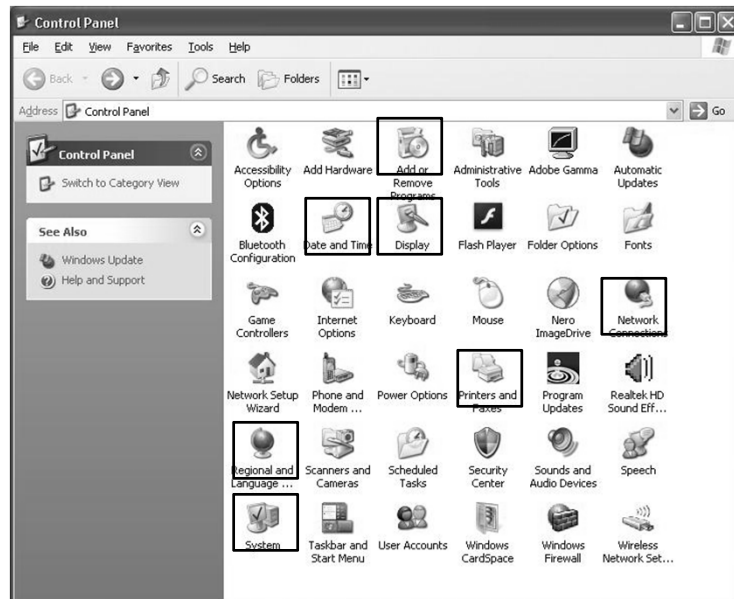 Control Panel
File Edit View Favorites Tools Help
Back Search Folders
Address Control Panel Go
Control Panel
Switch to Category View
See Also
Windows Update
Help and Support
Accessibility Options
Add Hardware
Add or Remove Programs
Administrative Tools
Adobe Gamma
Automatic Updates
Bluetooth Configuration
Date and Time
Display
Flash Player
Folder Options
Fonts
Game Controllers
Internet Options
Keyboard
Mouse
Nero ImageDrive
Network Connections
Network Setup Wizard
Phone and Modem ...
Power Options
Printers and Faxes
Program Updates
Realtek HD Sound Eff...
Regional and Language ...
Scanners and Cameras
Scheduled Tasks
Security Center
Sounds and Audio Devices
Speech
System
Taskbar and Start Menu
User Accounts
Windows CardSpace
Windows Firewall
Wireless Network Set...